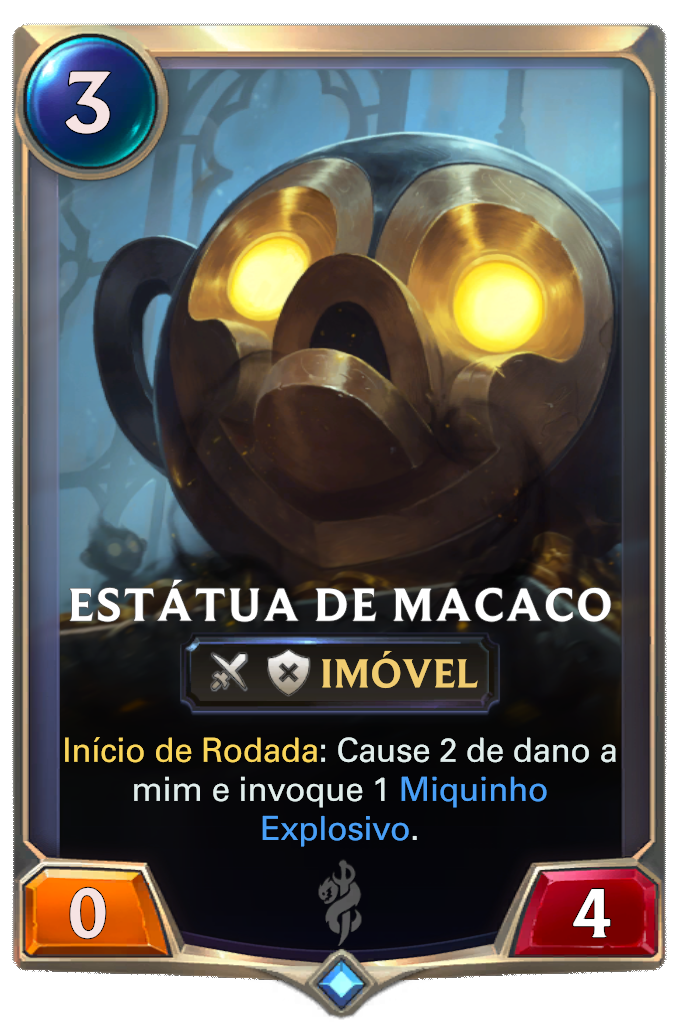 3
ESTÁTUA DE MACACO
IMÓVEL
Início de Rodada: Cause 2 de dano a
mim e invoque 1 Miquinho
Explosivo.
0
4